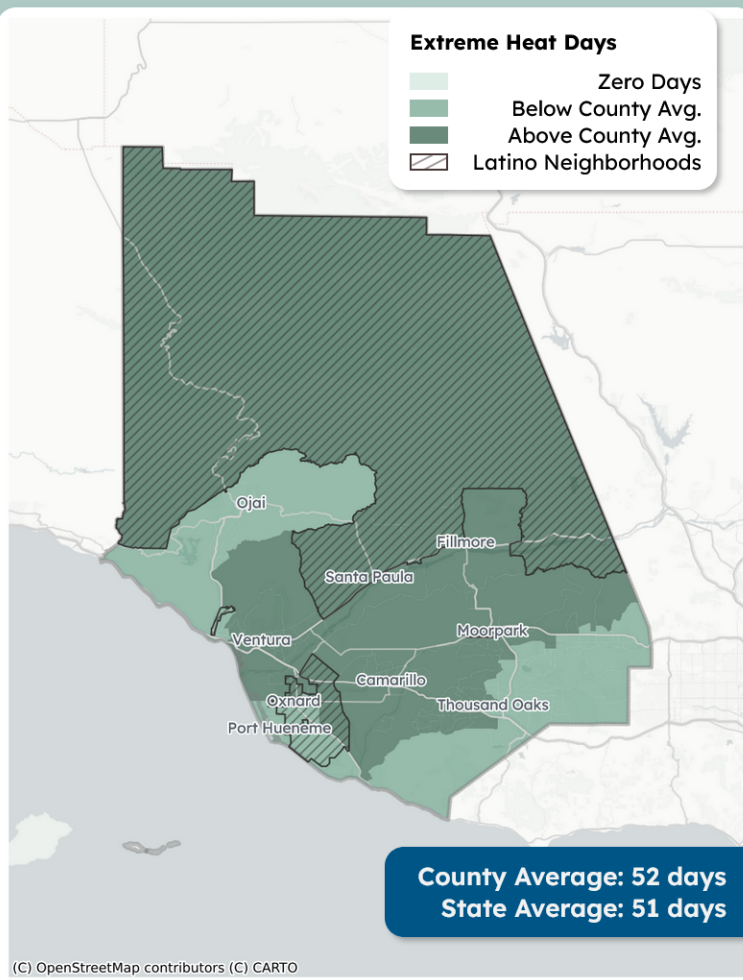 Extreme Heat Days
Zero Days
Below County Avg.
Above County Avg.
Latino Neighborhoods
Ojai
Fillmore
Santa Paula
Ventura
Moorpark
Camarillo
Oxnard
Thousand Oaks
Port Hueneme
County Average: 52 days
State Average: 51 days
(C) OpenStreetMap contributors (C) CARTO